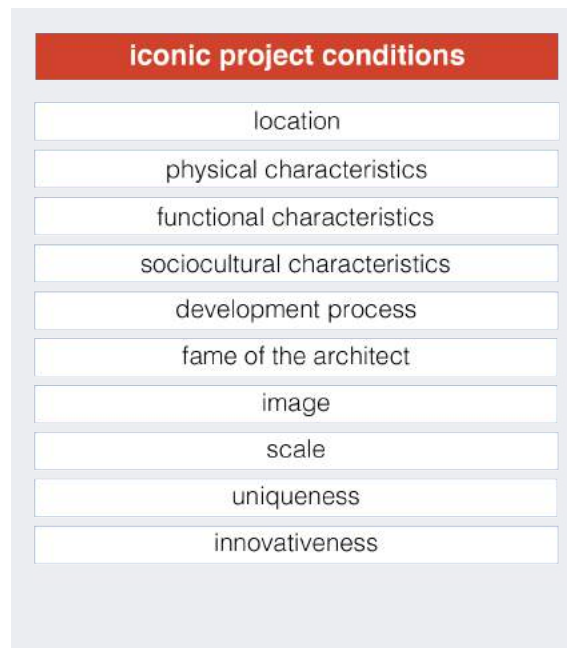 iconic project conditions
location
physical characteristics
functional characteristics
sociocultural characteristics
development process
fame of the architect
image
scale
uniqueness
innovativeness